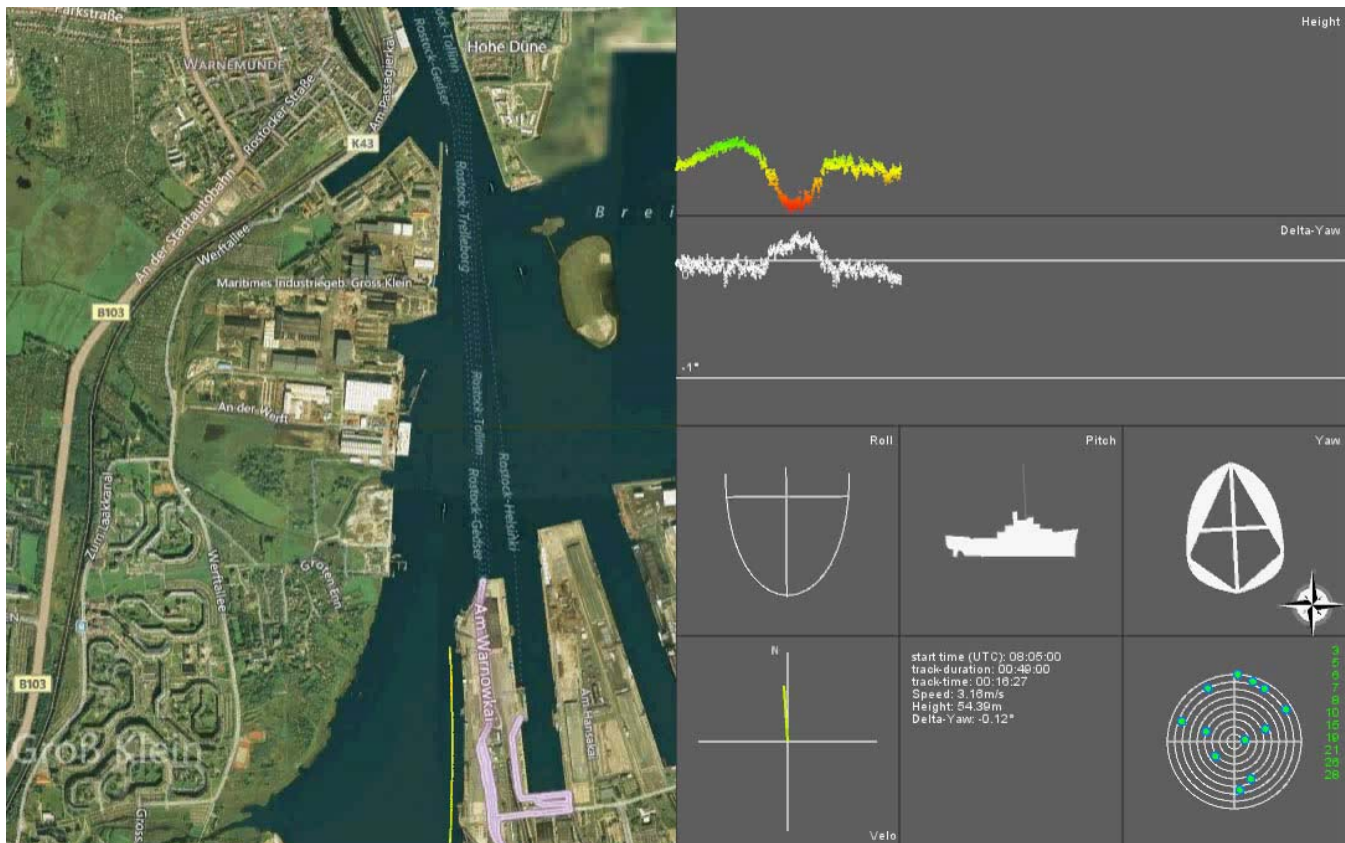 Parkstraße
WARNEMÜNDE
Rostocker Straße
Am Passagierkai
K43
Rostock-Tallinn
Rostock-Gedser
Hohe Düne
An der Stadtautobahn
Werftallee
Rostock-Trelleborg
B r e i
Maritimes Industriegeb. Gross Klein
B103
An der Werft
Rostock-Tallinn
Rostock-Gedser
Rostock-Helsinki
Zum Laakkanal
Werftallee
Groten Enn
Am Warnowkai
Am Hansakai
B103
Groß Klein
Gross
Height
Delta-Yaw
-1°
Roll
Pitch
Yaw
N
Velo
start time (UTC): 08:05:00
track-duration: 00:49:00
track-time: 00:16:27
Speed: 3.16m/s
Height: 54.39m
Delta-Yaw: -0.12°
3
5
6
7
8
10
15
19
21
26
28